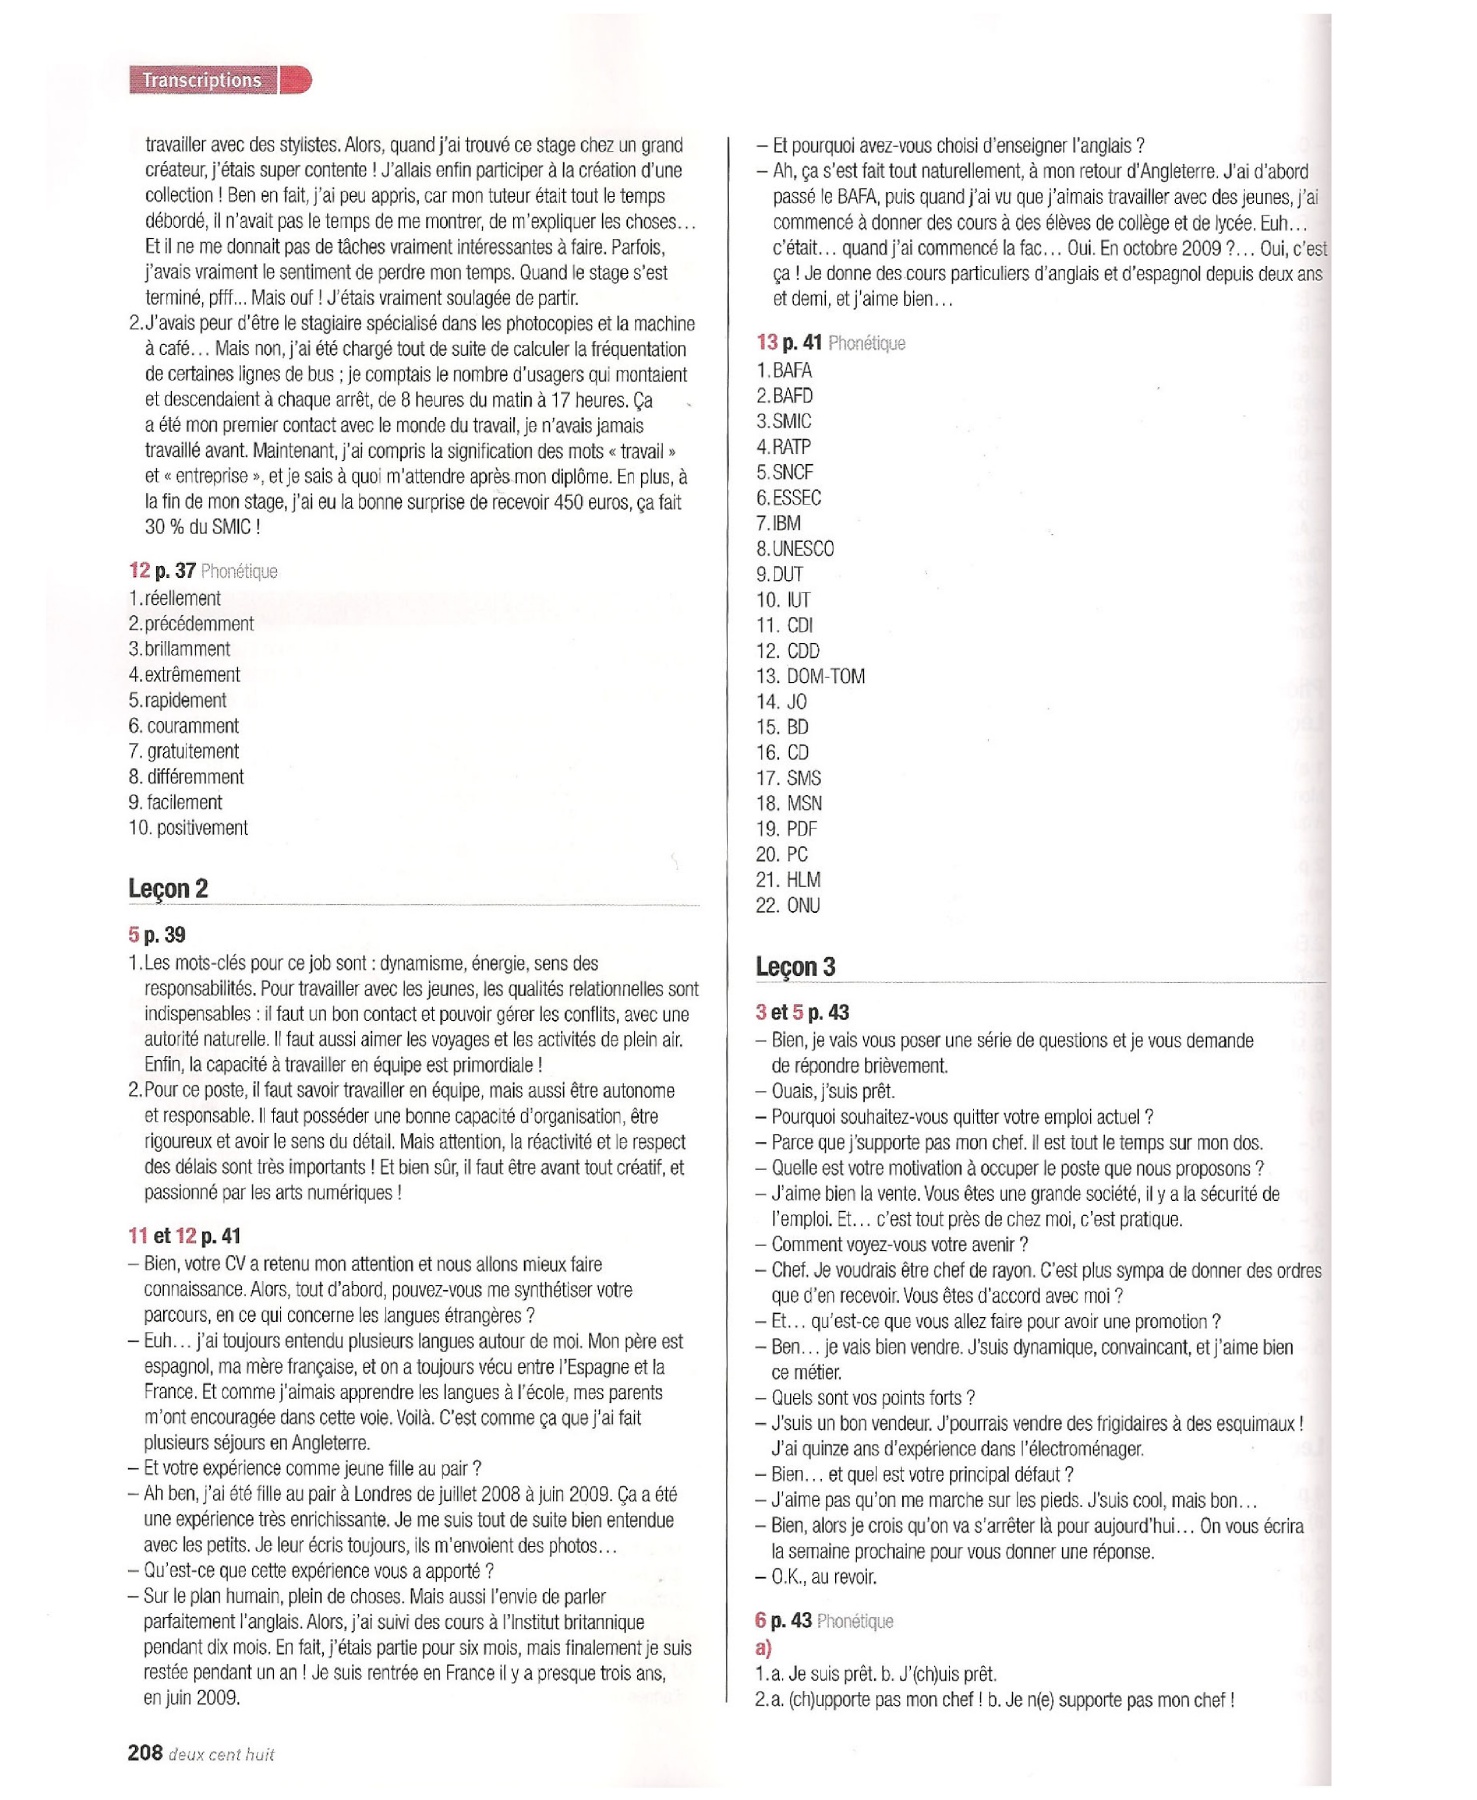 Transcriptions
travailler avec des stylistes. Alors, quand j'ai trouvé ce stage chez un grand
créateur, j'étais super contente ! J'allais enfin participer à la création d'une
collection ! Ben en fait, j'ai peu appris, car mon tuteur était tout le temps
débordé, il n'avait pas le temps de me montrer, de m'expliquer les choses...
Et il ne me donnait pas de tâches vraiment intéressantes à faire. Parfois,
j'avais vraiment le sentiment de perdre mon temps. Quand le stage s'est
terminé, pfff... Mais ouf ! J'étais vraiment soulagée de partir.
2.J'avais peur d'être le stagiaire spécialisé dans les photocopies et la machine
à café... Mais non, j'ai été chargé tout de suite de calculer la fréquentation
de certaines lignes de bus ; je comptais le nombre d'usagers qui montaient
et descendaient à chaque arrêt, de 8 heures du matin à 17 heures. Ça
a été mon premier contact avec le monde du travail, je n'avais jamais
travaillé avant. Maintenant, j'ai compris la signification des mots « travail »
et « entreprise », et je sais à quoi m'attendre après mon diplôme. En plus, à
la fin de mon stage, j'ai eu la bonne surprise de recevoir 450 euros, ça fait
30 % du SMIC !
12 p. 37 Phonétique
1.réellement
2.précédemment
3.brillamment
4.extrêmement
5.rapidement
6. couramment
7. gratuitement
8. différemment
9. facilement
10. positivement
Leçon 2
5 p. 39
1.Les mots-clés pour ce job sont : dynamisme, énergie, sens des
responsabilités. Pour travailler avec les jeunes, les qualités relationnelles sont
indispensables : il faut un bon contact et pouvoir gérer les conflits, avec une
autorité naturelle. Il faut aussi aimer les voyages et les activités de plein air.
Enfin, la capacité à travailler en équipe est primordiale !
2.Pour ce poste, il faut savoir travailler en équipe, mais aussi être autonome
et responsable. Il faut posséder une bonne capacité d'organisation, être
rigoureux et avoir le sens du détail. Mais attention, la réactivité et le respect
des délais sont très importants ! Et bien sûr, il faut être avant tout créatif, et
passionné par les arts numériques !
11 et 12 p. 41
– Bien, votre CV a retenu mon attention et nous allons mieux faire
connaissance. Alors, tout d'abord, pouvez-vous me synthétiser votre
parcours, en ce qui concerne les langues étrangères ?
– Euh... j'ai toujours entendu plusieurs langues autour de moi. Mon père est
espagnol, ma mère française, et on a toujours vécu entre l'Espagne et la
France. Et comme j'aimais apprendre les langues à l'école, mes parents
m'ont encouragée dans cette voie. Voilà. C'est comme ça que j'ai fait
plusieurs séjours en Angleterre.
– Et votre expérience comme jeune fille au pair ?
– Ah ben, j'ai été fille au pair à Londres de juillet 2008 à juin 2009. Ça a été
une expérience très enrichissante. Je me suis tout de suite bien entendue
avec les petits. Je leur écris toujours, ils m'envoient des photos...
– Qu'est-ce que cette expérience vous a apporté ?
– Sur le plan humain, plein de choses. Mais aussi l'envie de parler
parfaitement l'anglais. Alors, j'ai suivi des cours à l'Institut britannique
pendant dix mois. En fait, j'étais partie pour six mois, mais finalement je suis
restée pendant un an ! Je suis rentrée en France il y a presque trois ans,
en juin 2009.
– Et pourquoi avez-vous choisi d'enseigner l'anglais ?
– Ah, ça s'est fait tout naturellement, à mon retour d'Angleterre. J'ai d'abord
passé le BAFA, puis quand j'ai vu que j'aimais travailler avec des jeunes, j'ai
commencé à donner des cours à des élèves de collège et de lycée. Euh...
c'était... quand j'ai commencé la fac... Oui. En octobre 2009 ?... Oui, c'est
ça ! Je donne des cours particuliers d'anglais et d'espagnol depuis deux ans
et demi, et j'aime bien...
13 p. 41 Phonétique
1.BAFA
2.BAFD
3.SMIC
4.RATP
5.SNCF
6.ESSEC
7.IBM
8.UNESCO
9.DUT
10. IUT
11. CDI
12. CDD
13. DOM-TOM
14. JO
15. BD
16. CD
17. SMS
18. MSN
19. PDF
20. PC
21. HLM
22. ONU
Leçon 3
3 et 5 p. 43
– Bien, je vais vous poser une série de questions et je vous demande
de répondre brièvement.
– Ouais, j'suis prêt.
– Pourquoi souhaitez-vous quitter votre emploi actuel ?
– Parce que j'supporte pas mon chef. Il est tout le temps sur mon dos.
– Quelle est votre motivation à occuper le poste que nous proposons ?
– J'aime bien la vente. Vous êtes une grande société, il y a la sécurité de
l'emploi. Et... c'est tout près de chez moi, c'est pratique.
– Comment voyez-vous votre avenir ?
– Chef. Je voudrais être chef de rayon. C'est plus sympa de donner des ordres
que d'en recevoir. Vous êtes d'accord avec moi ?
– Et... qu'est-ce que vous allez faire pour avoir une promotion ?
– Ben... je vais bien vendre. J'suis dynamique, convaincant, et j'aime bien
ce métier.
– Quels sont vos points forts ?
– J'suis un bon vendeur. J'pourrais vendre des frigidaires à des esquimaux !
J'ai quinze ans d'expérience dans l'électroménager.
– Bien... et quel est votre principal défaut ?
– J'aime pas qu'on me marche sur les pieds. J'suis cool, mais bon...
– Bien, alors je crois qu'on va s'arrêter là pour aujourd'hui... On vous écrira
la semaine prochaine pour vous donner une réponse.
– O.K., au revoir.
6 p. 43 Phonétique
a)
1.a. Je suis prêt. b. J'(ch)uis prêt.
2.a. (ch)upporte pas mon chef ! b. Je n(e) supporte pas mon chef !
208 deux cent huit